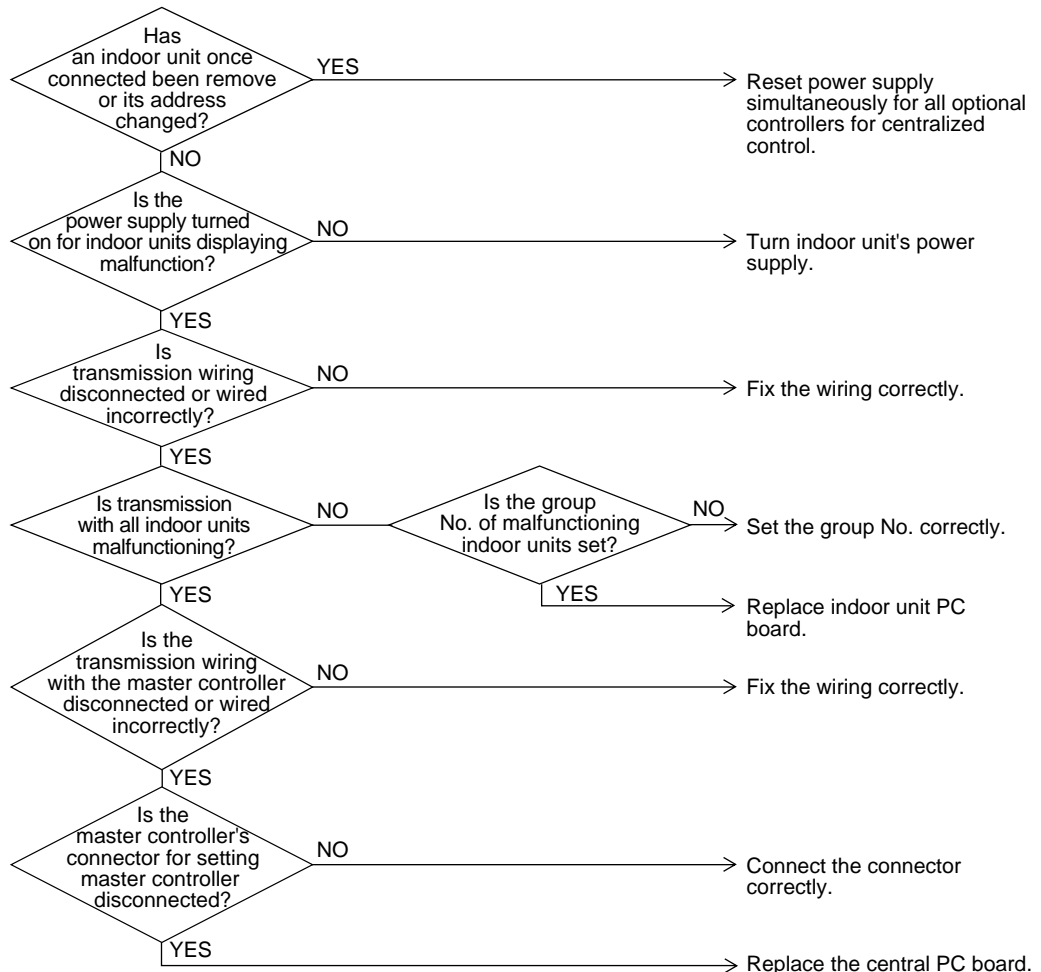 Has
an indoor unit once
connected been remove
or its address
changed?
YES
Reset power supply
simultaneously for all optional
controllers for centralized
control.
NO
Is the
power supply turned
on for indoor units displaying
malfunction?
NO
Turn indoor unit's power
supply.
YES
Is
transmission wiring
disconnected or wired
incorrectly?
NO
Fix the wiring correctly.
YES
Is transmission
with all indoor units
malfunctioning?
NO
Is the group
No. of malfunctioning
indoor units set?
NO
Set the group No. correctly.
YES
Replace indoor unit PC
board.
YES
Is the
transmission wiring
with the master controller
disconnected or wired
incorrectly?
NO
Fix the wiring correctly.
YES
Is the
master controller's
connector for setting
master controller
disconnected?
NO
Connect the connector
correctly.
YES
Replace the central PC board.